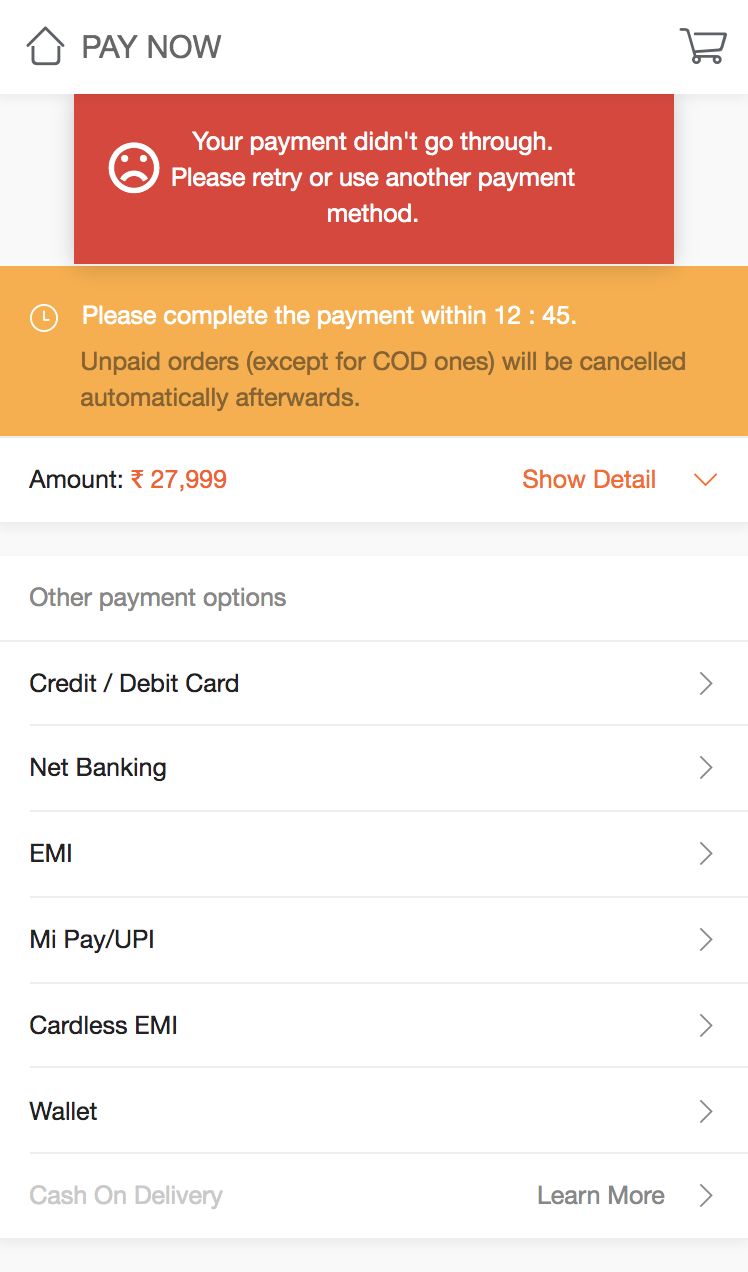 PAY NOW
Your payment didn't go through.
Please retry or use another payment
method.
Please complete the payment within 12 : 45.
Unpaid orders (except for COD ones) will be cancelled
automatically afterwards.
Amount: ₹ 27,999 Show Detail
Other payment options
Credit / Debit Card
Net Banking
EMI
Mi Pay/UPI
Cardless EMI
Wallet
Cash On Delivery Learn More